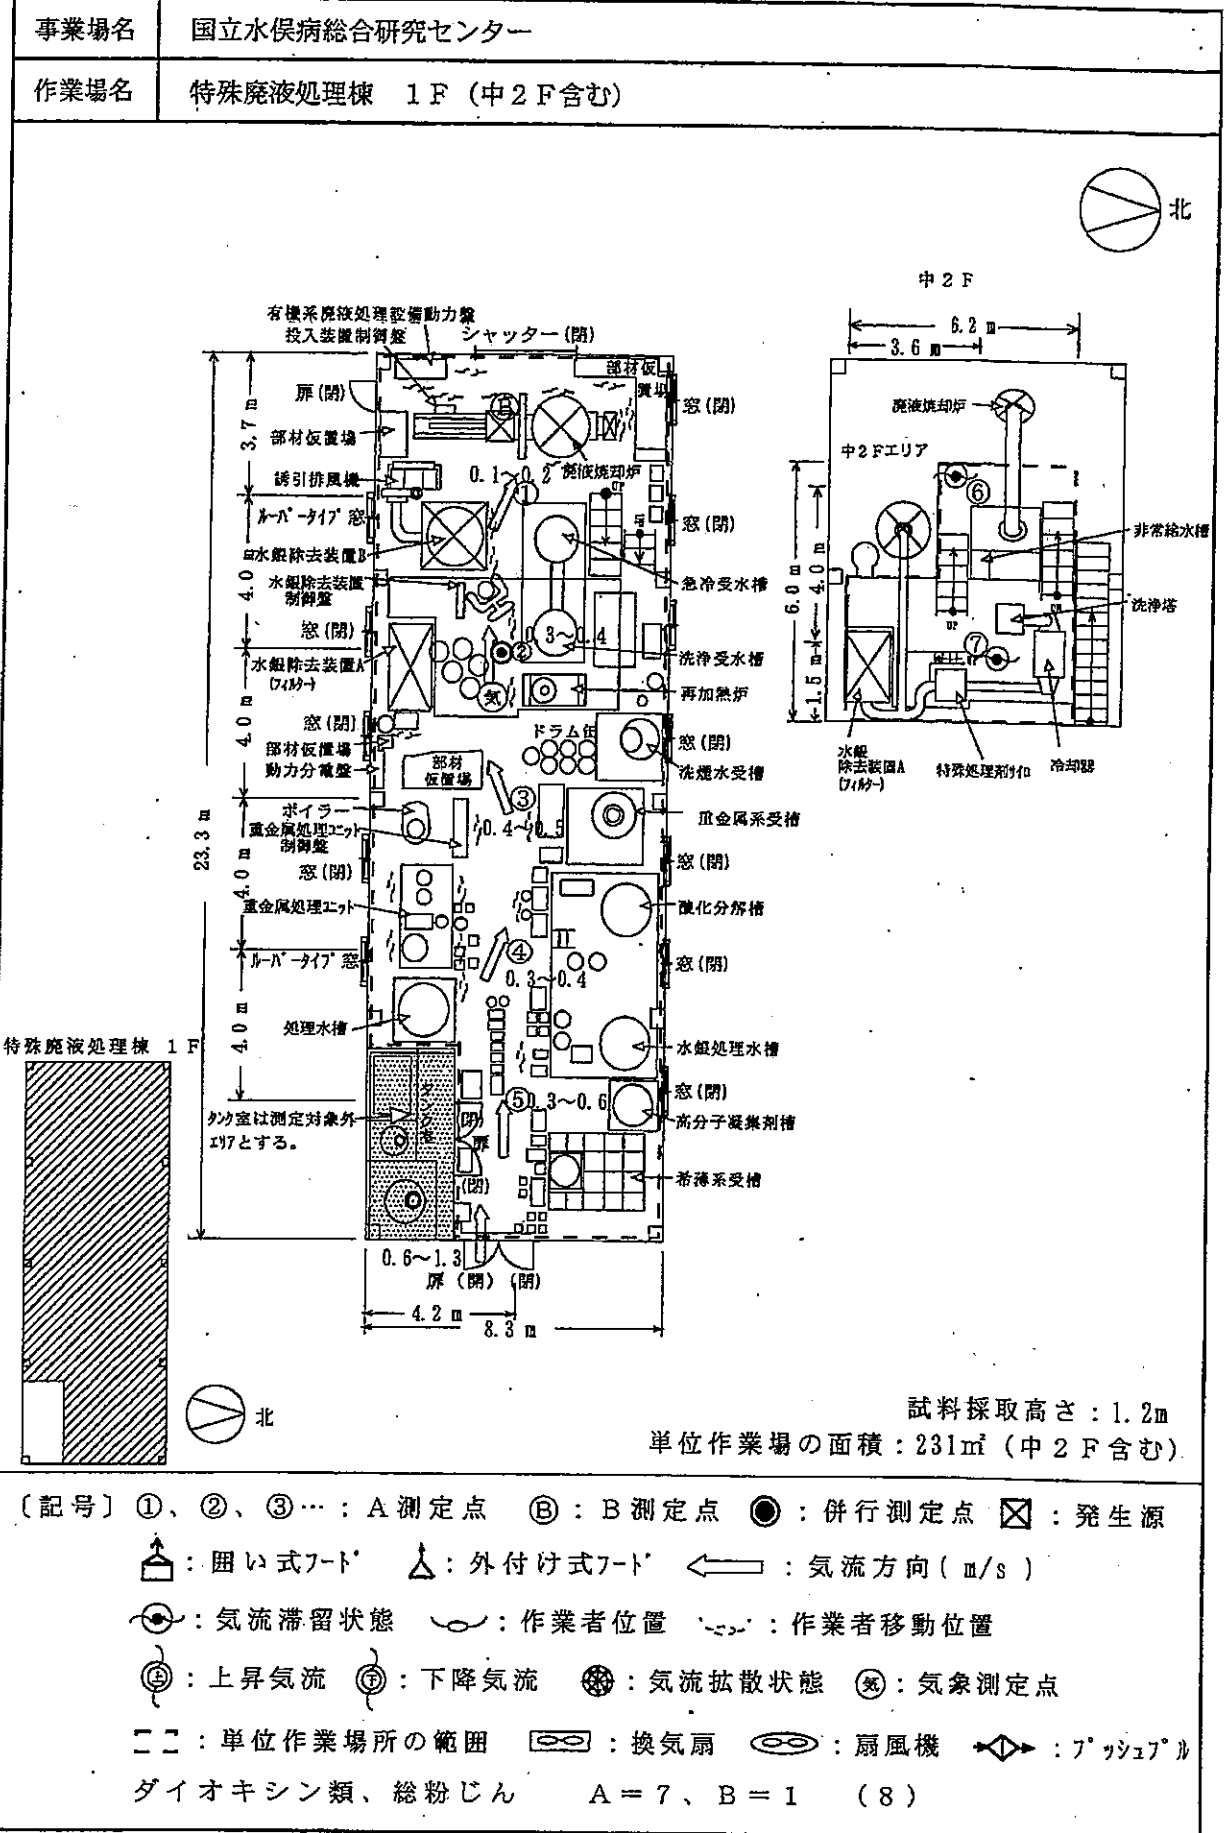 事業場名 国立水俣病総合研究センター
作業場名 特殊廃液処理棟 1F (中2F含む)
北
中2F
6.2 m
3.6 m
廃液焼却炉
中2Fエリア
⑥
非常給水槽
6.0 m
4.0 m
1.5 m
UP
洗浄塔
⑦
水銀
除去装置A
(フィルター)
特殊処理剤サイロ
冷却器
有機系廃液処理設備動力盤
投入装置制御盤
シャッター(閉)
部材仮
置場
扉(閉)
B
窓(閉)
3.7 m
部材仮置場
誘引排風機
0.1~0.2
廃液焼却炉
①
UP
ルーバータイプ窓
窓(閉)
水銀除去装置B
4.0 m
水銀除去装置
制御盤
急冷受水槽
窓(閉)
0.3~0.4
②
水銀除去装置A
(フィルター)
洗浄受水槽
気
再加熱炉
窓(閉)
ドラム缶
窓(閉)
4.0 m
部材仮置場
部材
仮置場
動力分電盤
洗煙水受槽
③
ボイラー
0.4~0.5
重金属系受槽
重金属処理ユニット
制御盤
23.3 m
4.0 m
窓(閉)
窓(閉)
重金属処理ユニット
酸化分解槽
④
ルーバータイプ窓
0.3~0.4
窓(閉)
4.0 m
処理水槽
水銀処理水槽
特殊廃液処理棟 1F
⑤
0.3~0.6
窓(閉)
タンク室
タンク室は測定対象外
エリアとする。
(閉)
扉
(閉)
高分子凝集剤槽
希薄系受槽
0.6~1.3
扉(開)(閉)
4.2 m
8.3 m
北
試料採取高さ:1.2m
単位作業場の面積:231㎡(中2F含む)
〔記号〕①、②、③…:A測定点 Ⓑ:B測定点 ◉:併行測定点 ☒:発生源
:囲い式フード :外付け式フード :気流方向( m/s )
:気流滞留状態 :作業者位置 :作業者移動位置
上:上昇気流 下:下降気流 :気流拡散状態 気:気象測定点
:単位作業場所の範囲 :換気扇 :扇風機 :プッシュプル
ダイオキシン類、総粉じん A=7、B=1 (8)